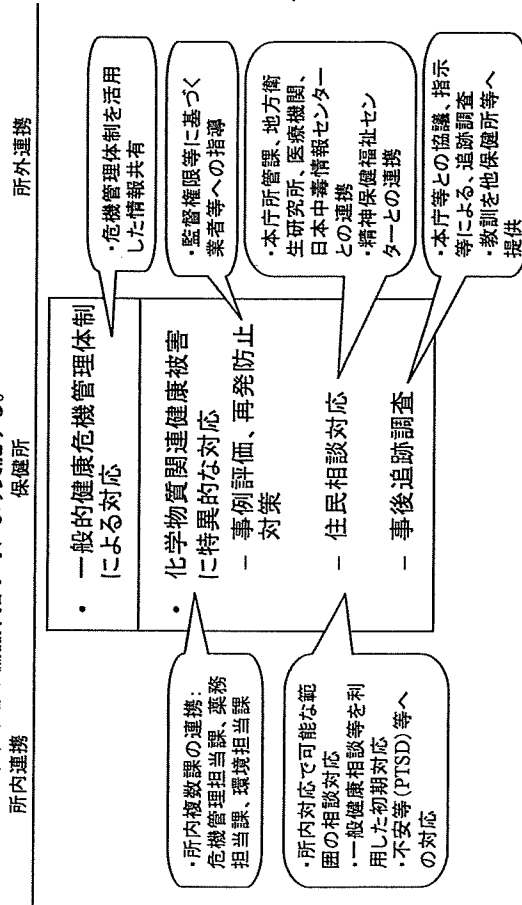 所内連携
保健所
所外連携
・ 一般的健康危機管理体制
による対応
・ 化学物質関連健康被害
に特異的な対応
− 事例評価、再発防止
対策
− 住民相談対応
− 事後追跡調査
・所内複数課の連携:
危機管理担当課、薬務
担当課、環境担当課
・所内対応で可能な範
囲の相談対応
・一般健康相談等を利
用した初期対応
・不安等(PTSD)等へ
の対応
・危機管理体制を活用
した情報共有
・監督権限等に基づく
業者等への指導
・本庁所管課、地方衛
生研究所、医療機関、
日本中毒情報センター
との連携
・精神保健福祉セン
ターとの連携
・本庁等との協議、指示
等による、追跡調査
・教訓を他保健所等へ
提供